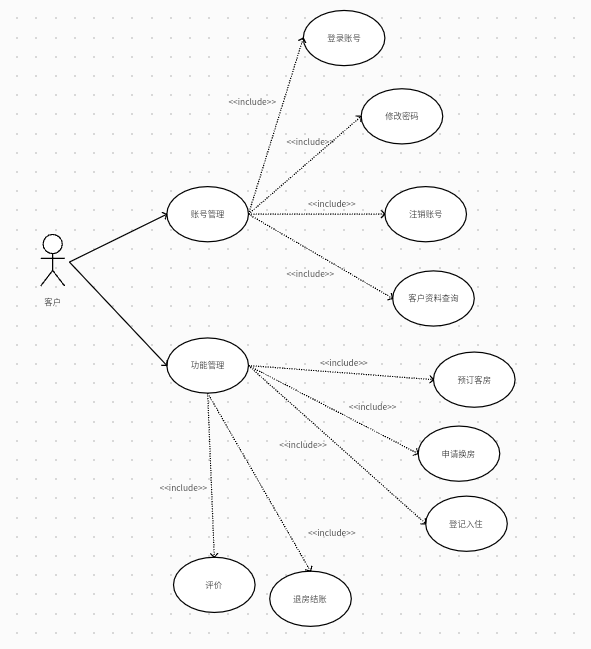 登录账号
<<include>>
修改密码
<<include>>
账号管理
<<include>>
注销账号
<<include>>
客户资料查询
客户
功能管理
<<include>>
预订客房
<<include>>
申请换房
<<include>>
登记入住
<<include>>
<<include>>
评价
退房结账